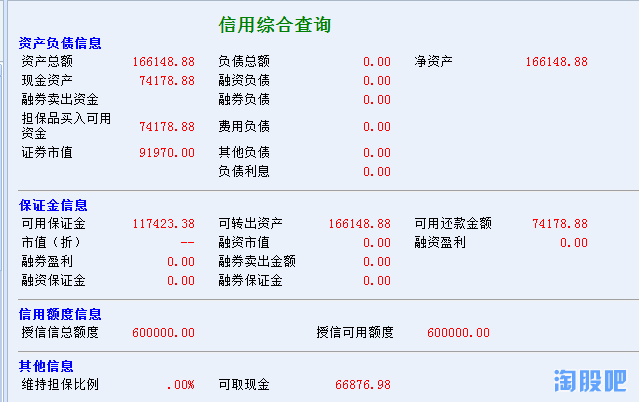 信用综合查询
资产负债信息
资产总额 166148.88 负债总额 0.00 净资产 166148.88
现金资产 74178.88 融资负债 0.00
融券卖出资金 融券负债 0.00
担保品买入可用
资金 74178.88 费用负债 0.00
证券市值 91970.00 其他负债 0.00
负债利息 0.00
保证金信息
可用保证金 117423.38 可转出资产 166148.88 可用还款金额 74178.88
市值（折） -- 融资市值 0.00 融资盈利 0.00
融券盈利 0.00 融券卖出金额 0.00
融资保证金 0.00 融券保证金 0.00
信用额度信息
授信信总额度 600000.00 授信可用额度 600000.00
其他信息
维持担保比例 .00% 可取现金 66876.98
淘股吧